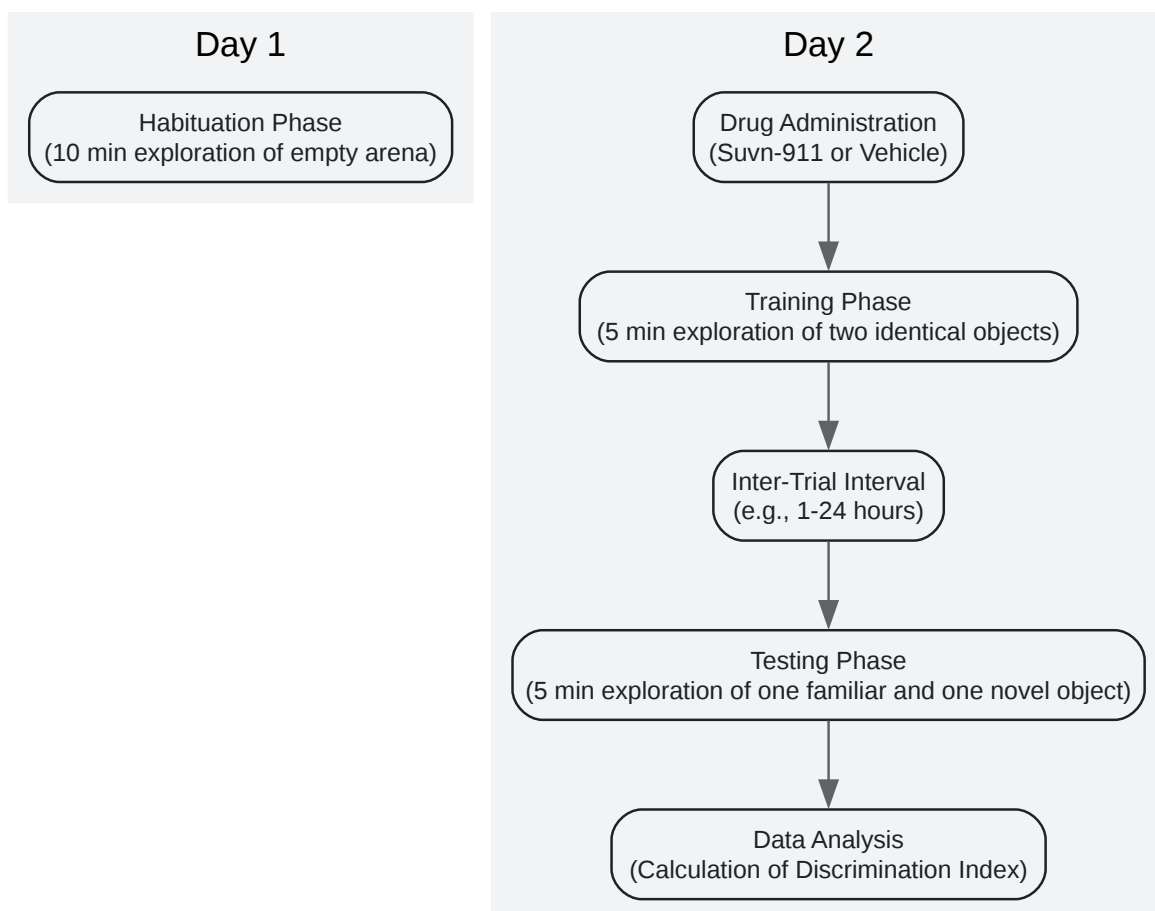 Day 1
Habituation Phase
(10 min exploration of empty arena)
Day 2
Drug Administration
(Suvn-911 or Vehicle)
Training Phase
(5 min exploration of two identical objects)
Inter-Trial Interval
(e.g., 1-24 hours)
Testing Phase
(5 min exploration of one familiar and one novel object)
Data Analysis
(Calculation of Discrimination Index)